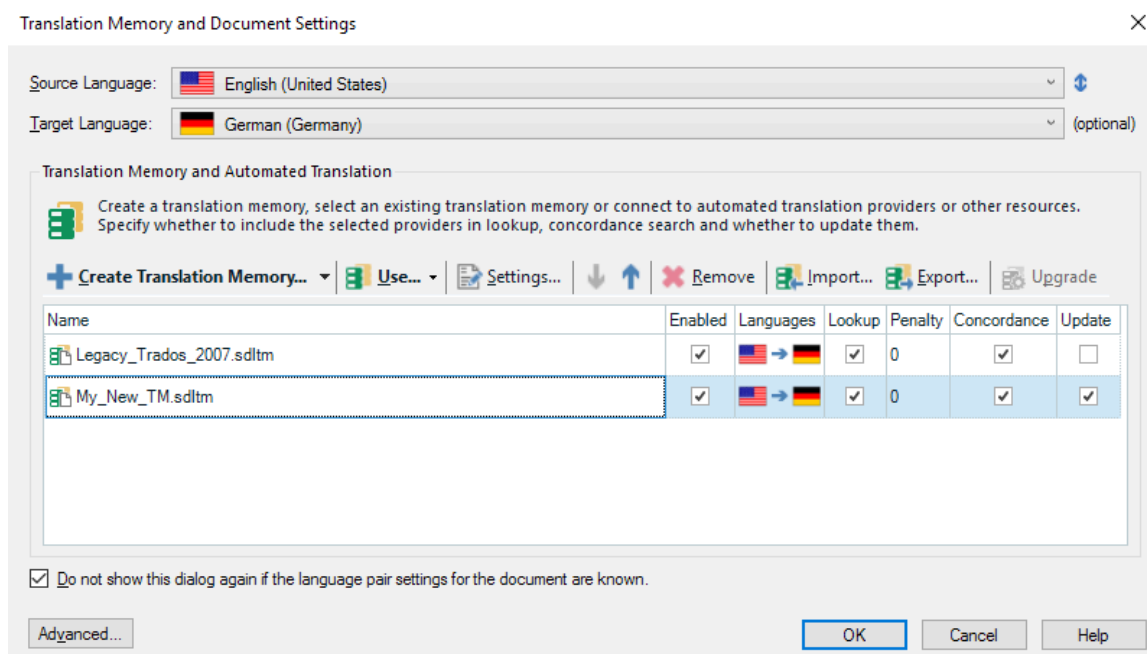 Translation Memory and Document Settings
Source Language: English (United States)
Target Language: German (Germany) (optional)
Translation Memory and Automated Translation
Create a translation memory, select an existing translation memory or connect to automated translation providers or other resources.
Specify whether to include the selected providers in lookup, concordance search and whether to update them.
Create Translation Memory... Use... Settings... Remove Import... Export... Upgrade
Name Enabled Languages Lookup Penalty Concordance Update
Legacy_Trados_2007.sdltm 0
My_New_TM.sdltm 0
Do not show this dialog again if the language pair settings for the document are known.
Advanced... OK Cancel Help